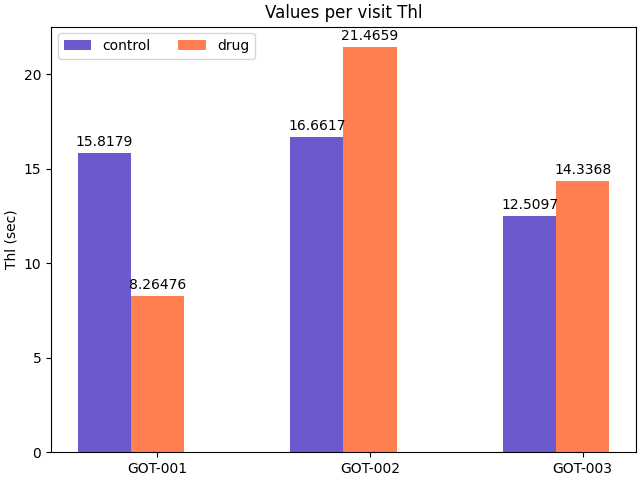 Values per visit Thl
control
drug
Thl (sec)
20
15
10
5
0
15.8179
8.26476
16.6617
21.4659
12.5097
14.3368
GOT-001
GOT-002
GOT-003